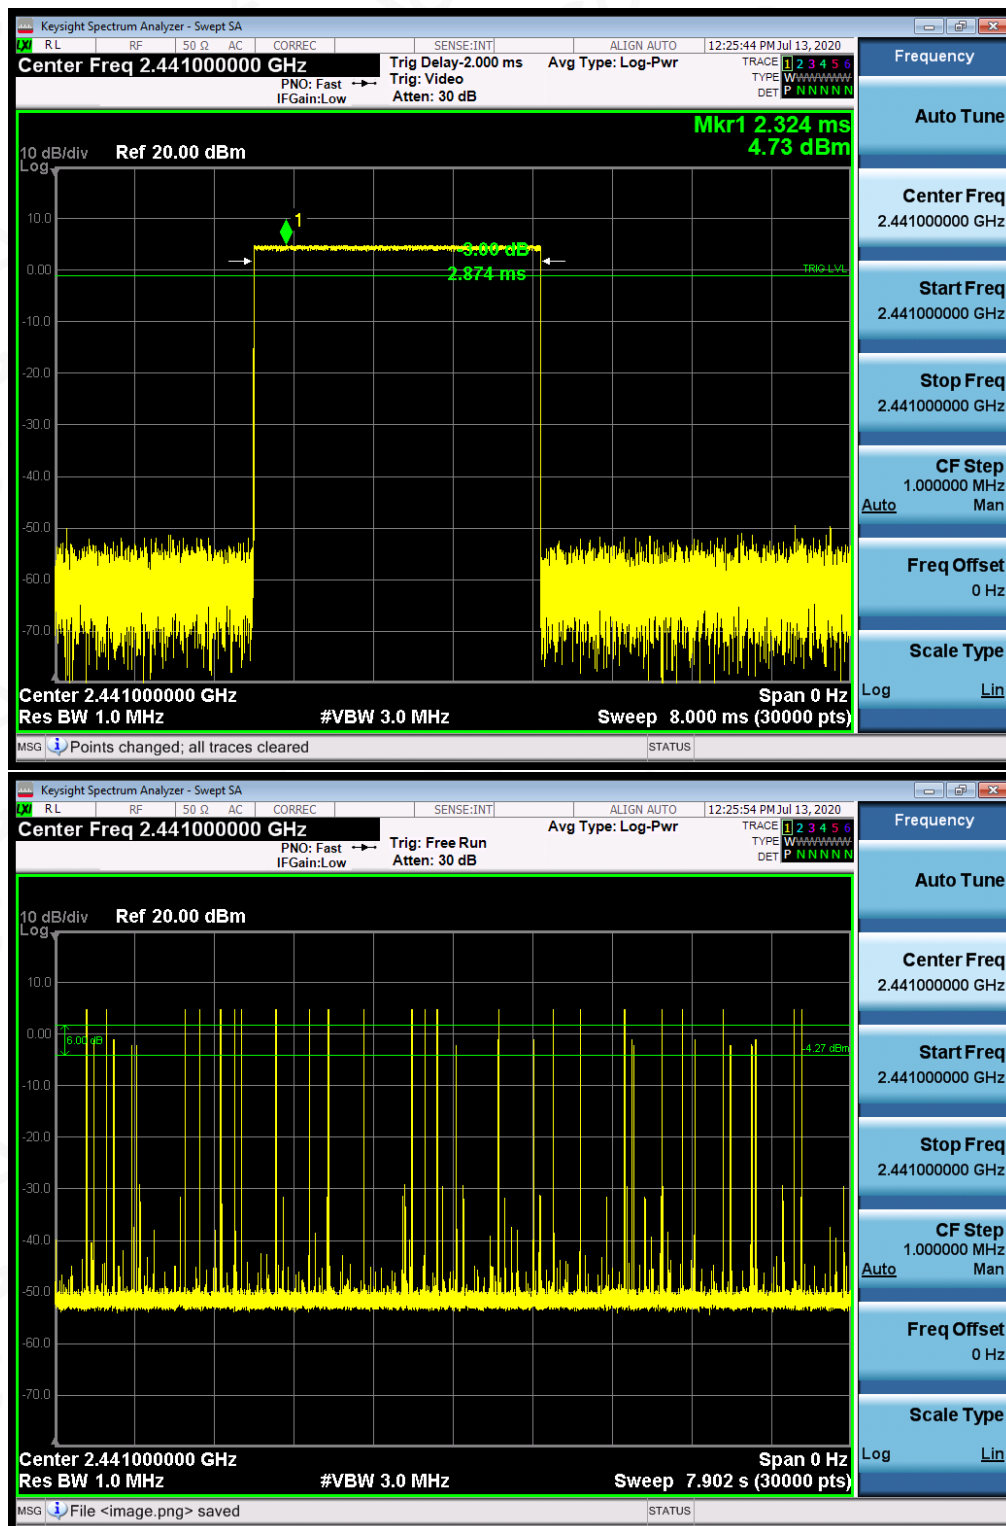 Keysight Spectrum Analyzer - Swept SA
LXI RL RF 50 Ω AC CORREC SENSE:INT ALIGN AUTO 12:25:44 PM Jul 13, 2020
Center Freq 2.441000000 GHz
PNO: Fast
IFGain:Low
Trig Delay-2.000 ms
Trig: Video
Atten: 30 dB
Avg Type: Log-Pwr
TRACE 1 2 3 4 5 6
TYPE WWWWWWW
DET P N N N N N
Mkr1 2.324 ms
4.73 dBm
10 dB/div Ref 20.00 dBm
Log
10.0
1
-3.00 dB
0.00
2.874 ms
TRIG LVL
-10.0
-20.0
-30.0
-40.0
-50.0
-60.0
-70.0
Center 2.441000000 GHz Span 0 Hz
Res BW 1.0 MHz #VBW 3.0 MHz Sweep 8.000 ms (30000 pts)
MSG Points changed; all traces cleared STATUS
Frequency
Auto Tune
Center Freq
2.441000000 GHz
Start Freq
2.441000000 GHz
Stop Freq
2.441000000 GHz
CF Step
1.000000 MHz
Auto Man
Freq Offset
0 Hz
Scale Type
Log Lin
Keysight Spectrum Analyzer - Swept SA
LXI RL RF 50 Ω AC CORREC SENSE:INT ALIGN AUTO 12:25:54 PM Jul 13, 2020
Center Freq 2.441000000 GHz
PNO: Fast
IFGain:Low
Trig: Free Run
Atten: 30 dB
Avg Type: Log-Pwr
TRACE 1 2 3 4 5 6
TYPE WWWWWWW
DET P N N N N N
10 dB/div Ref 20.00 dBm
Log
10.0
0.00
6.00 dB
-4.27 dBm
-10.0
-20.0
-30.0
-40.0
-50.0
-60.0
-70.0
Center 2.441000000 GHz Span 0 Hz
Res BW 1.0 MHz #VBW 3.0 MHz Sweep 7.902 s (30000 pts)
MSG File <image.png> saved STATUS
Frequency
Auto Tune
Center Freq
2.441000000 GHz
Start Freq
2.441000000 GHz
Stop Freq
2.441000000 GHz
CF Step
1.000000 MHz
Auto Man
Freq Offset
0 Hz
Scale Type
Log Lin